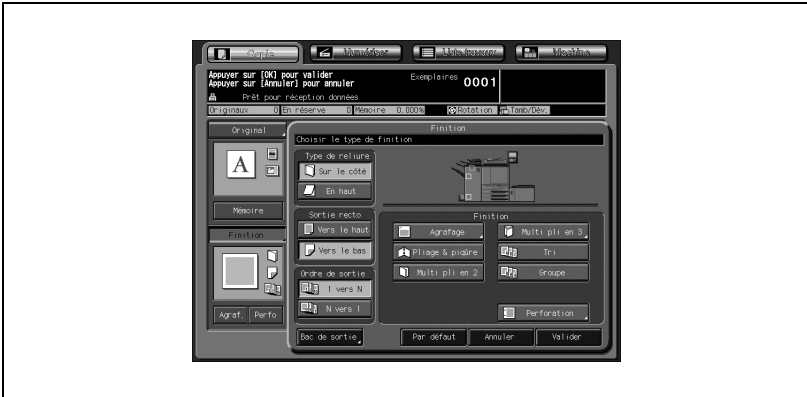 Copie Numériser Liste travaux Machine
Appuyer sur [OK] pour valider
Appuyer sur [Annuler] pour annuler
Exemplaires 0001
Prêt pour réception données
Originaux 0 En réserve 0 Mémoire 0.000% Rotation Tamb/Dév.
Original
A
Mémoire
Finition
Agraf. Perfo
Finition
Choisir le type de finition
Type de reliure
Sur le côté
En haut
Sortie recto
Vers le haut
Vers le bas
Ordre de sortie
1 vers N
N vers 1
Finition
Agrafage Multi pli en 3
Pliage & piqûre Tri
Multi pli en 2 Groupe
Perforation
Bac de sortie Par défaut Annuler Valider